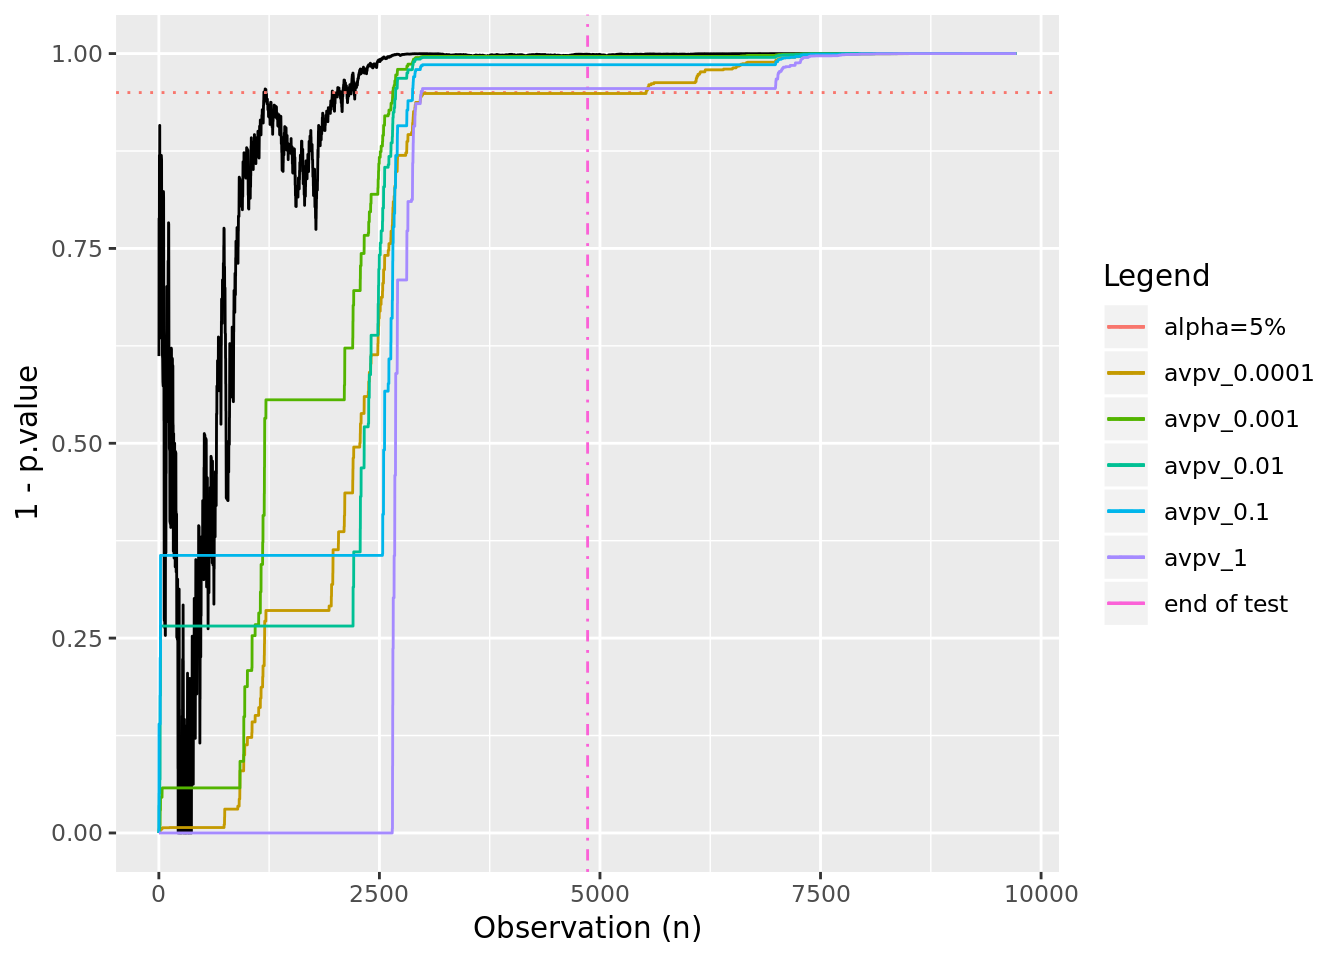 1.00
0.75
0.50
0.25
0.00
1 - p.value
0
2500
5000
7500
10000
Observation (n)
Legend
alpha=5%
avpv_0.0001
avpv_0.001
avpv_0.01
avpv_0.1
avpv_1
end of test